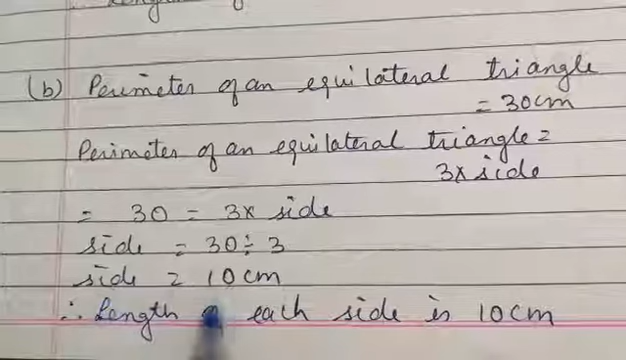 (b) Perimeter of an equilateral triangle
= 30cm
Perimeter of an equilateral triangle =
3x side
= 30 = 3x side
side = 30÷3
side = 10cm
∴ Length each side is 10cm